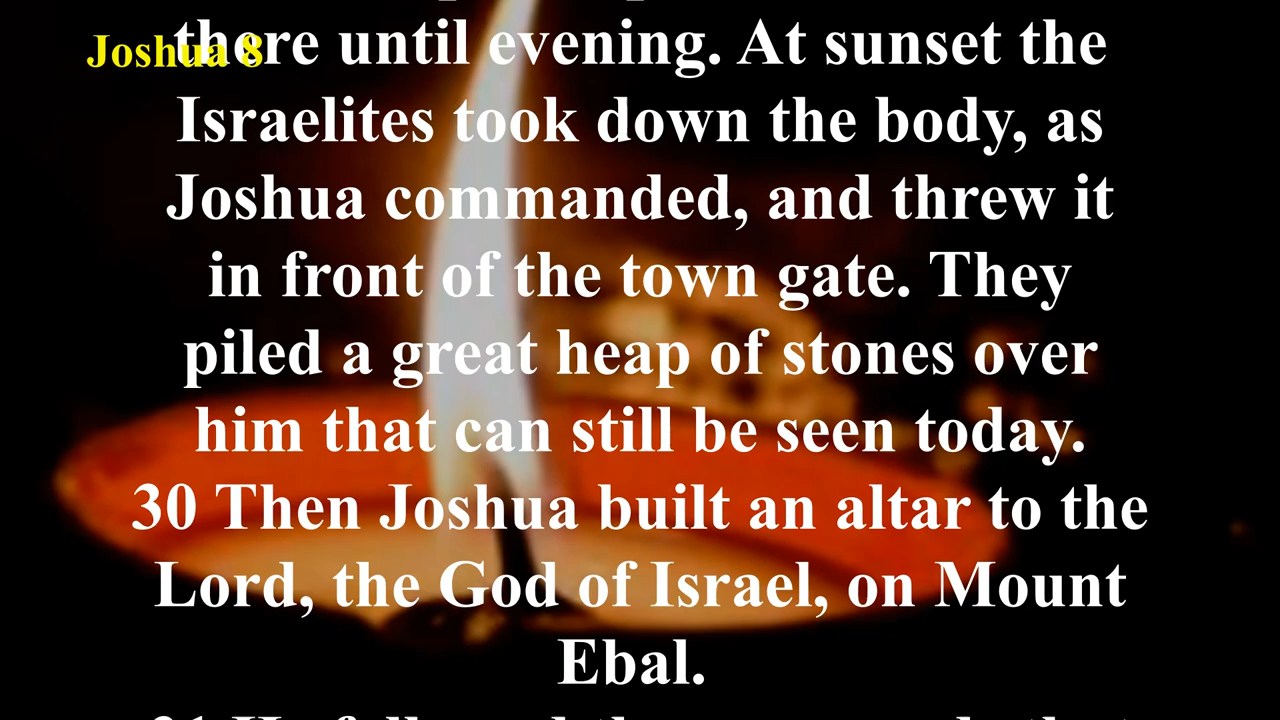 Joshua 8
there until evening. At sunset the
Israelites took down the body, as
Joshua commanded, and threw it
in front of the town gate. They
piled a great heap of stones over
him that can still be seen today.
30 Then Joshua built an altar to the
Lord, the God of Israel, on Mount
Ebal.